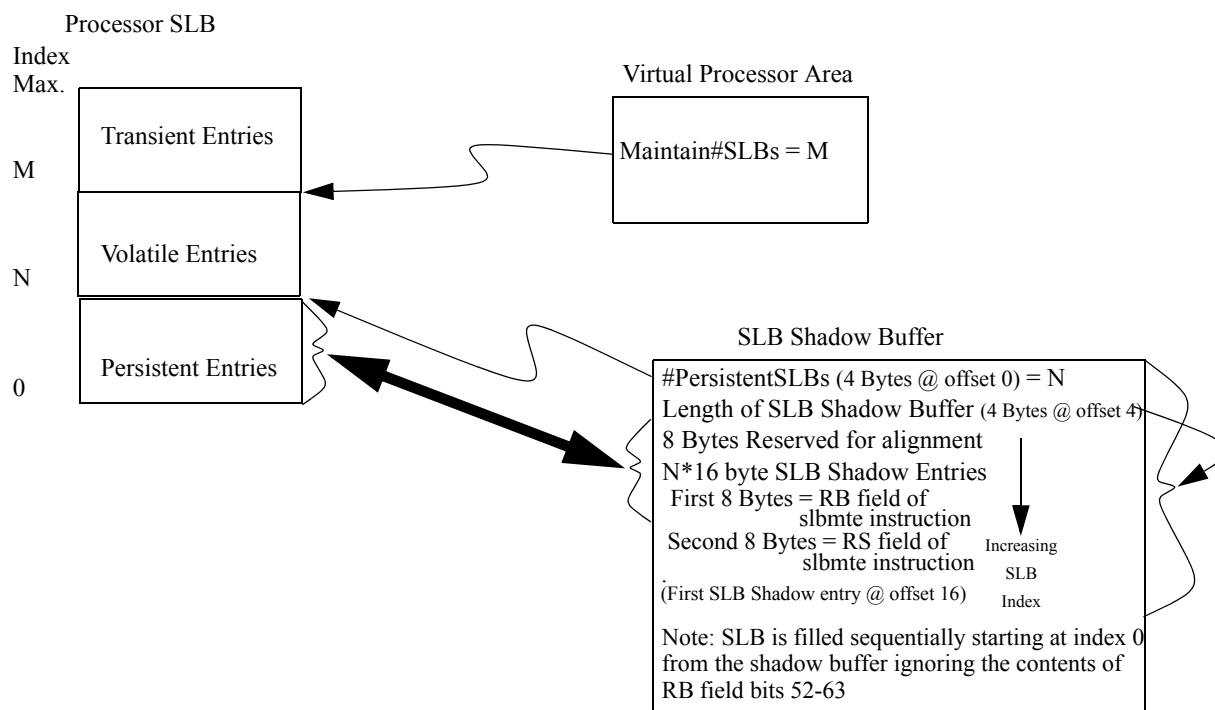 Processor SLB
Index
Max.
Transient Entries
M
Volatile Entries
N
Persistent Entries
0
Virtual Processor Area
Maintain#SLBs = M
SLB Shadow Buffer
#PersistentSLBs (4 Bytes @ offset 0) = N
Length of SLB Shadow Buffer (4 Bytes @ offset 4)
8 Bytes Reserved for alignment
N*16 byte SLB Shadow Entries
First 8 Bytes = RB field of
slbmte instruction
Second 8 Bytes = RS field of
slbmte instruction
.
(First SLB Shadow entry @ offset 16)
Increasing
SLB
Index
Note: SLB is filled sequentially starting at index 0
from the shadow buffer ignoring the contents of
RB field bits 52-63